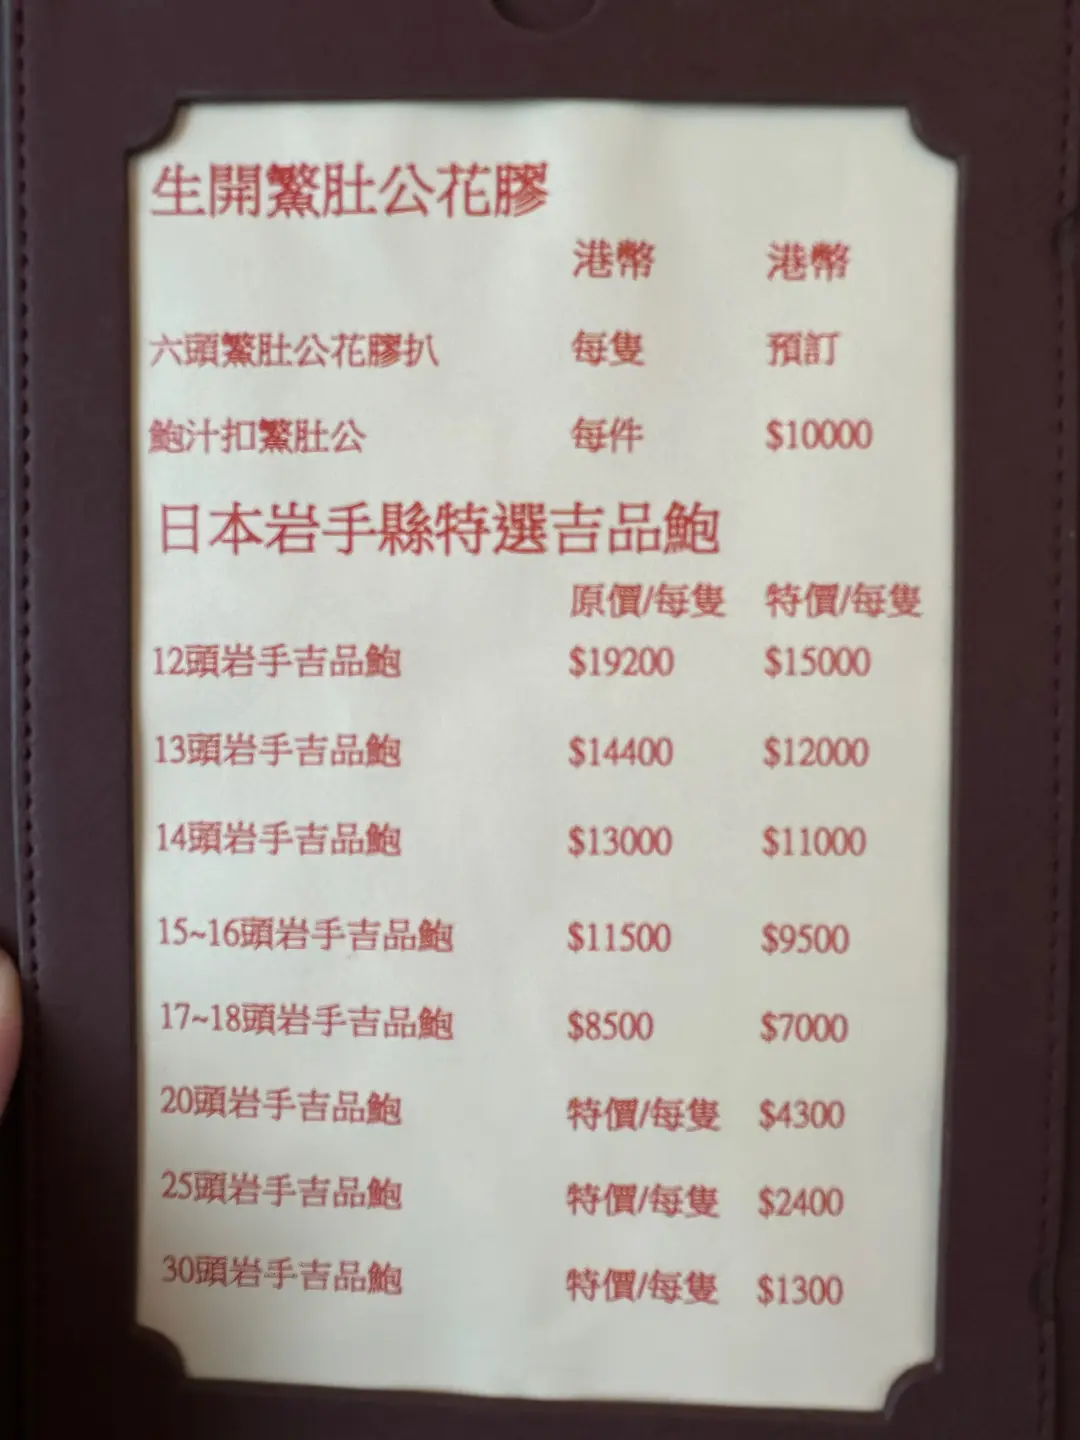 生開鰵肚公花膠
港幣 港幣
六頭鰵肚公花膠扒 每隻 預訂
鮑汁扣鰵肚公 每件 $10000
日本岩手縣特選吉品鮑
原價/每隻 特價/每隻
12頭岩手吉品鮑 $19200 $15000
13頭岩手吉品鮑 $14400 $12000
14頭岩手吉品鮑 $13000 $11000
15~16頭岩手吉品鮑 $11500 $9500
17~18頭岩手吉品鮑 $8500 $7000
20頭岩手吉品鮑 特價/每隻 $4300
25頭岩手吉品鮑 特價/每隻 $2400
30頭岩手吉品鮑 特價/每隻 $1300